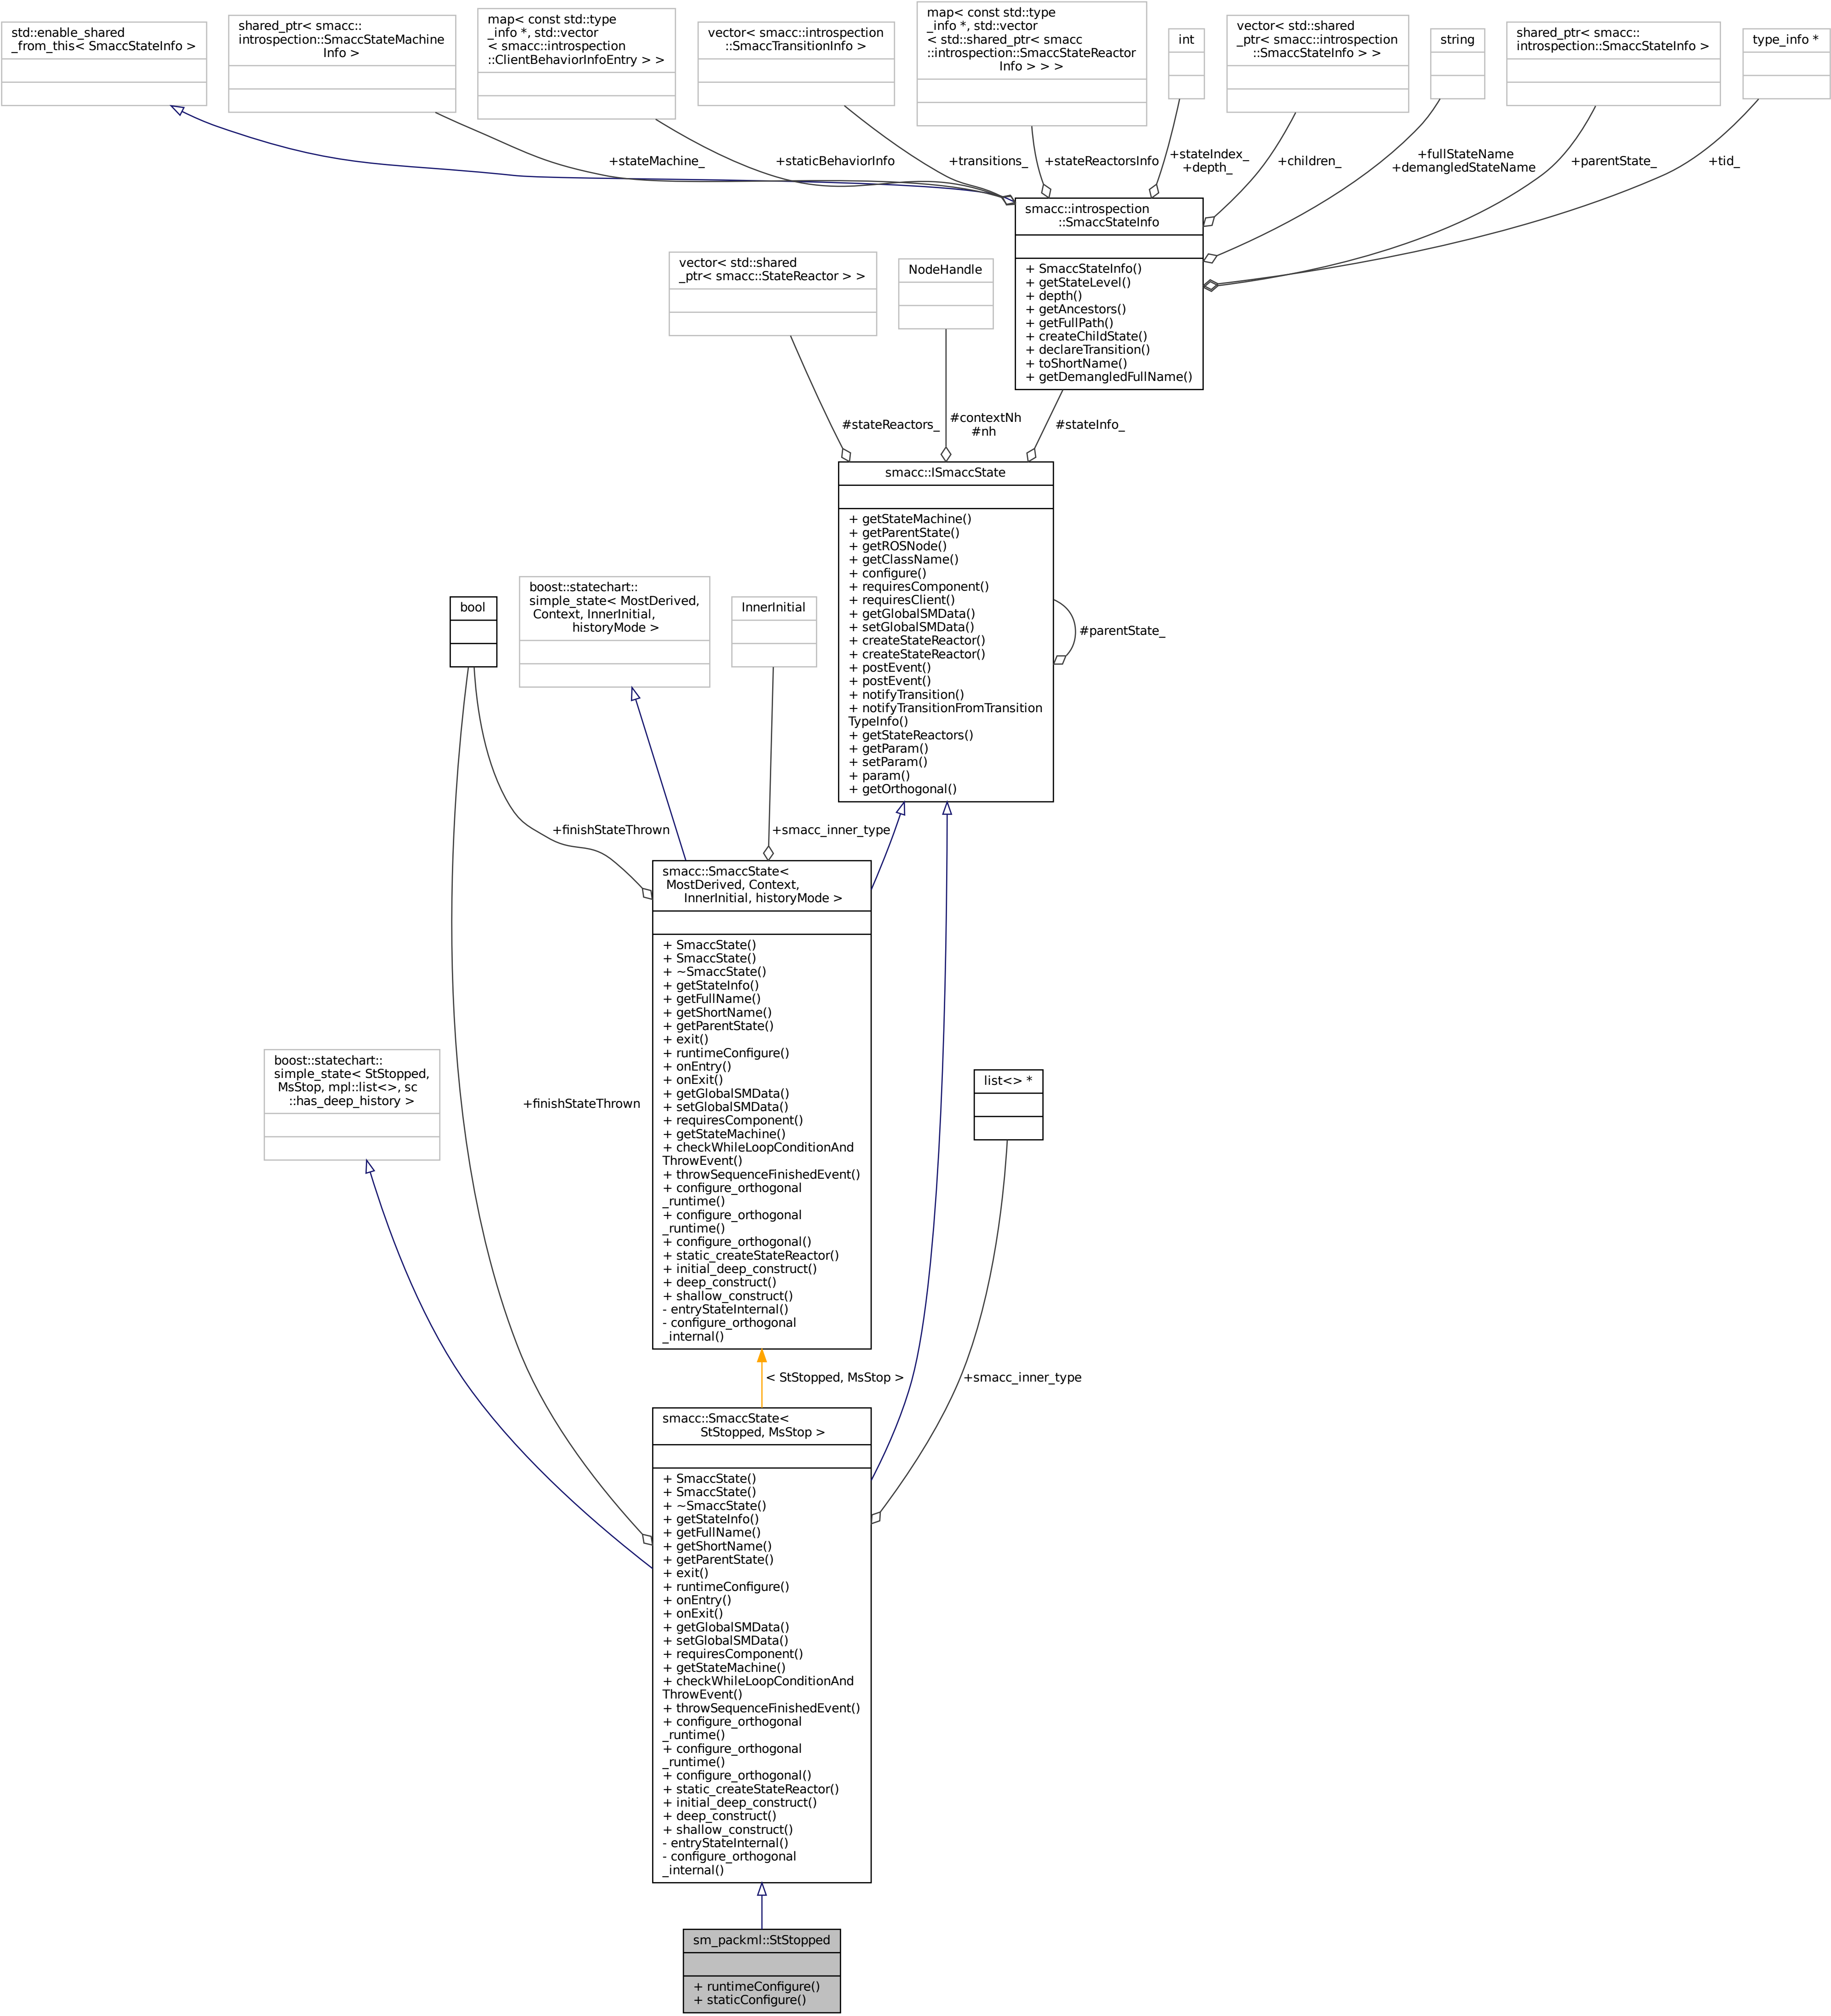 std::enable_shared
_from_this< SmaccStateInfo >
shared_ptr< smacc::
introspection::SmaccStateMachine
Info >
map< const std::type
_info *, std::vector
< smacc::introspection
::ClientBehaviorInfoEntry > >
vector< smacc::introspection
::SmaccTransitionInfo >
map< const std::type
_info *, std::vector
< std::shared_ptr< smacc
::introspection::SmaccStateReactor
Info > > >
int
vector< std::shared
_ptr< smacc::introspection
::SmaccStateInfo > >
string
shared_ptr< smacc::
introspection::SmaccStateInfo >
type_info *
+stateMachine_
+staticBehaviorInfo
+transitions_
+stateReactorsInfo
+stateIndex_
+depth_
+children_
+fullStateName
+demangledStateName
+parentState_
+tid_
smacc::introspection
::SmaccStateInfo
+ SmaccStateInfo()
+ getStateLevel()
+ depth()
+ getAncestors()
+ getFullPath()
+ createChildState()
+ declareTransition()
+ toShortName()
+ getDemangledFullName()
vector< std::shared
_ptr< smacc::StateReactor > >
NodeHandle
#stateReactors_
#contextNh
#nh
#stateInfo_
smacc::ISmaccState
+ getStateMachine()
+ getParentState()
+ getROSNode()
+ getClassName()
+ configure()
+ requiresComponent()
+ requiresClient()
+ getGlobalSMData()
+ setGlobalSMData()
+ createStateReactor()
+ createStateReactor()
+ postEvent()
+ postEvent()
+ notifyTransition()
+ notifyTransitionFromTransition
TypeInfo()
+ getStateReactors()
+ getParam()
+ setParam()
+ param()
+ getOrthogonal()
#parentState_
bool
boost::statechart::
simple_state< MostDerived,
Context, InnerInitial,
historyMode >
InnerInitial
+finishStateThrown
+smacc_inner_type
smacc::SmaccState<
MostDerived, Context,
InnerInitial, historyMode >
+ SmaccState()
+ SmaccState()
+ ~SmaccState()
+ getStateInfo()
+ getFullName()
+ getShortName()
+ getParentState()
+ exit()
+ runtimeConfigure()
+ onEntry()
+ onExit()
+ getGlobalSMData()
+ setGlobalSMData()
+ requiresComponent()
+ getStateMachine()
+ checkWhileLoopConditionAnd
ThrowEvent()
+ throwSequenceFinishedEvent()
+ configure_orthogonal
_runtime()
+ configure_orthogonal
_runtime()
+ configure_orthogonal()
+ static_createStateReactor()
+ initial_deep_construct()
+ deep_construct()
+ shallow_construct()
- entryStateInternal()
- configure_orthogonal
_internal()
boost::statechart::
simple_state< StStopped,
MsStop, mpl::list<>, sc
::has_deep_history >
+finishStateThrown
list<> *
< StStopped, MsStop >
+smacc_inner_type
smacc::SmaccState<
StStopped, MsStop >
+ SmaccState()
+ SmaccState()
+ ~SmaccState()
+ getStateInfo()
+ getFullName()
+ getShortName()
+ getParentState()
+ exit()
+ runtimeConfigure()
+ onEntry()
+ onExit()
+ getGlobalSMData()
+ setGlobalSMData()
+ requiresComponent()
+ getStateMachine()
+ checkWhileLoopConditionAnd
ThrowEvent()
+ throwSequenceFinishedEvent()
+ configure_orthogonal
_runtime()
+ configure_orthogonal
_runtime()
+ configure_orthogonal()
+ static_createStateReactor()
+ initial_deep_construct()
+ deep_construct()
+ shallow_construct()
- entryStateInternal()
- configure_orthogonal
_internal()
sm_packml::StStopped
+ runtimeConfigure()
+ staticConfigure()